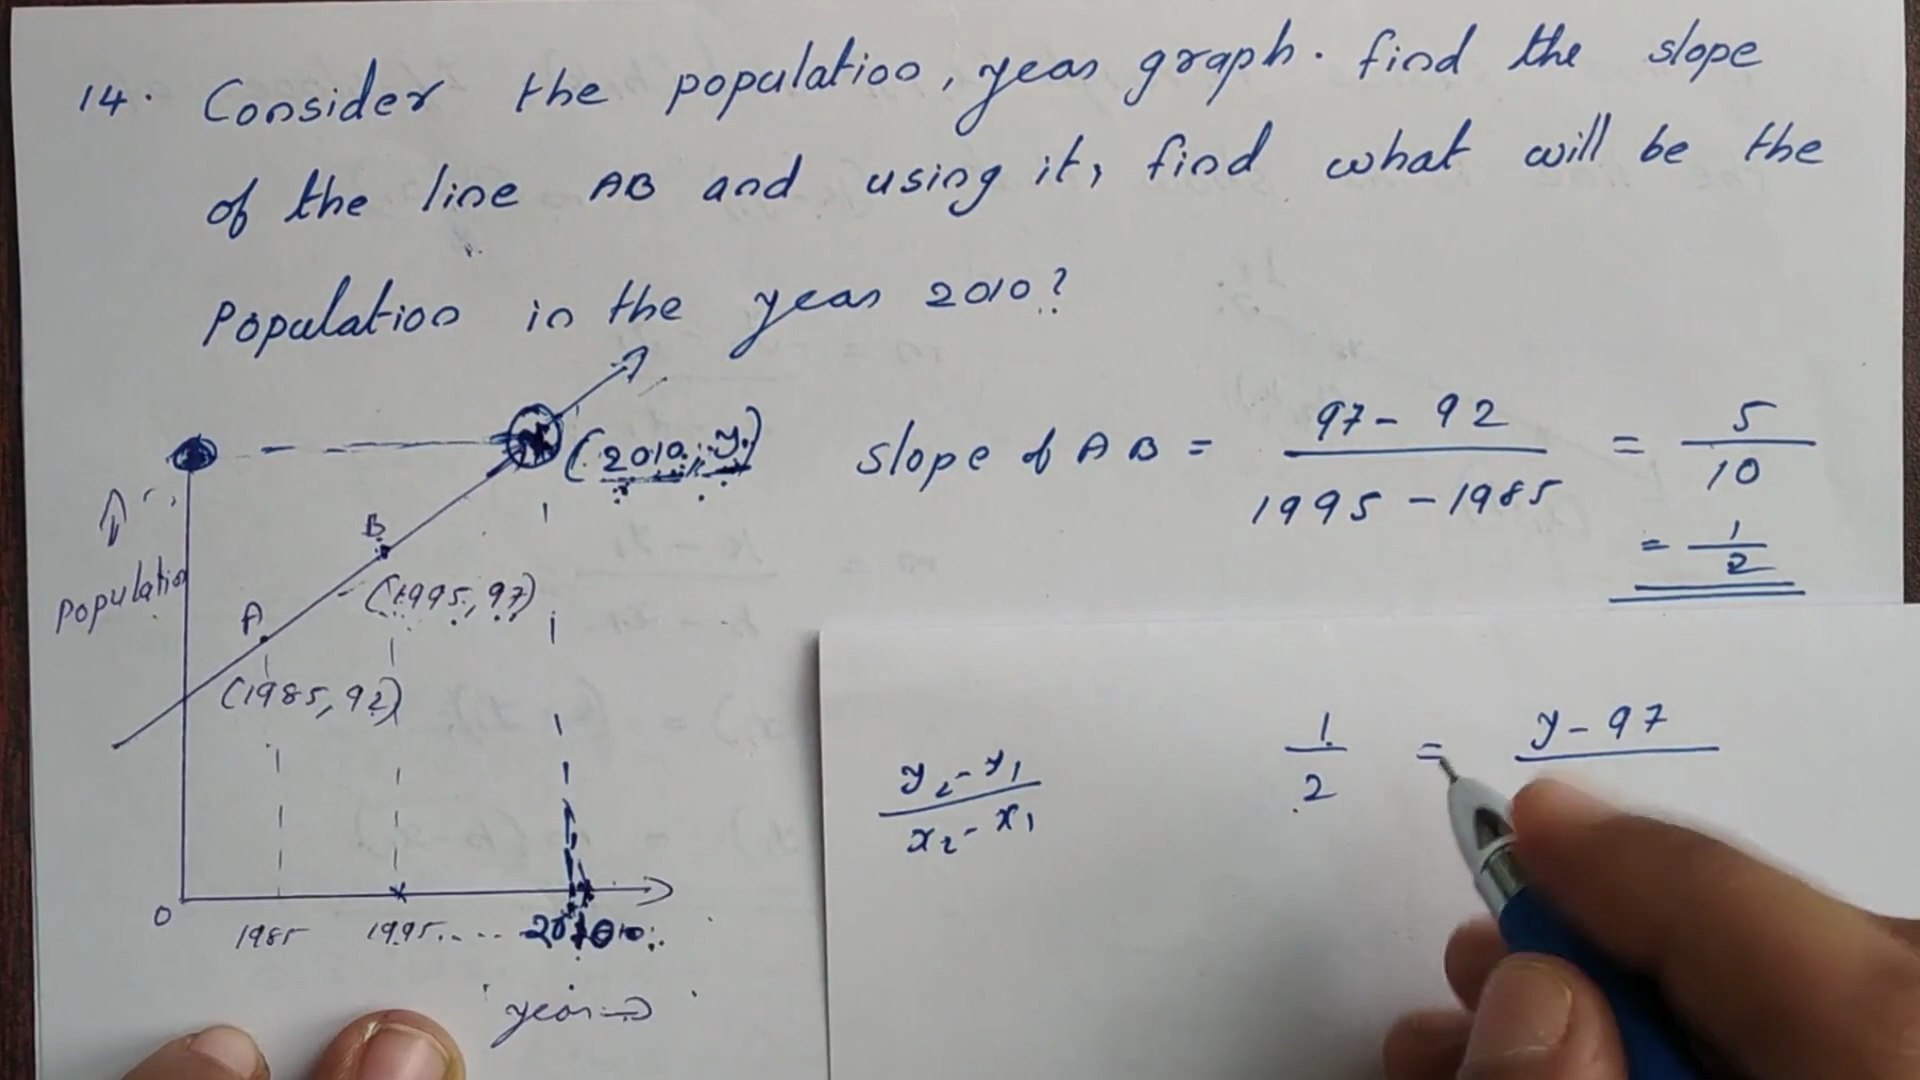 14. Consider the population, year graph. find the slope
of the line AB and using it, find what will be the
Population in the year 2010?
(2010, y)
slope of AB = 97 - 92 / 1995 - 1985 = 5 / 10
= 1 / 2
B
Population
(1995, 97)
A
(1985, 92)
y₂ - y₁ / x₂ - x₁
1 / 2 = y - 97
O
1985 1995.... 2010
year →